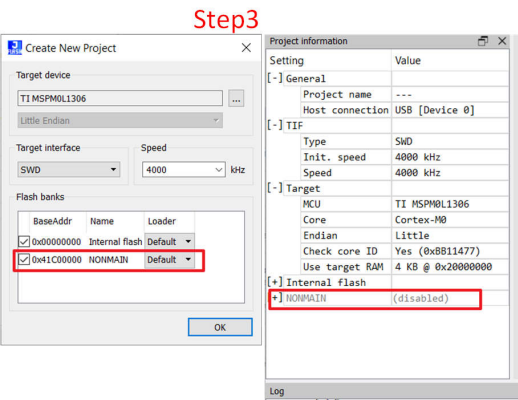 Step3
Create New Project
Target device
TI MSPM0L1306
...
Little Endian
Target interface
Speed
SWD
4000
kHz
Flash banks
BaseAddr Name Loader
0x00000000 Internal flash Default
0x41C00000 NONMAIN Default
OK
Project information
Setting Value
[-] General
Project name ---
Host connection USB [Device 0]
[-] TIF
Type SWD
Init. speed 4000 kHz
Speed 4000 kHz
[-] Target
MCU TI MSPM0L1306
Core Cortex-M0
Endian Little
Check core ID Yes (0xBB11477)
Use target RAM 4 KB @ 0x20000000
[+] Internal flash
[+] NONMAIN (disabled)
Log